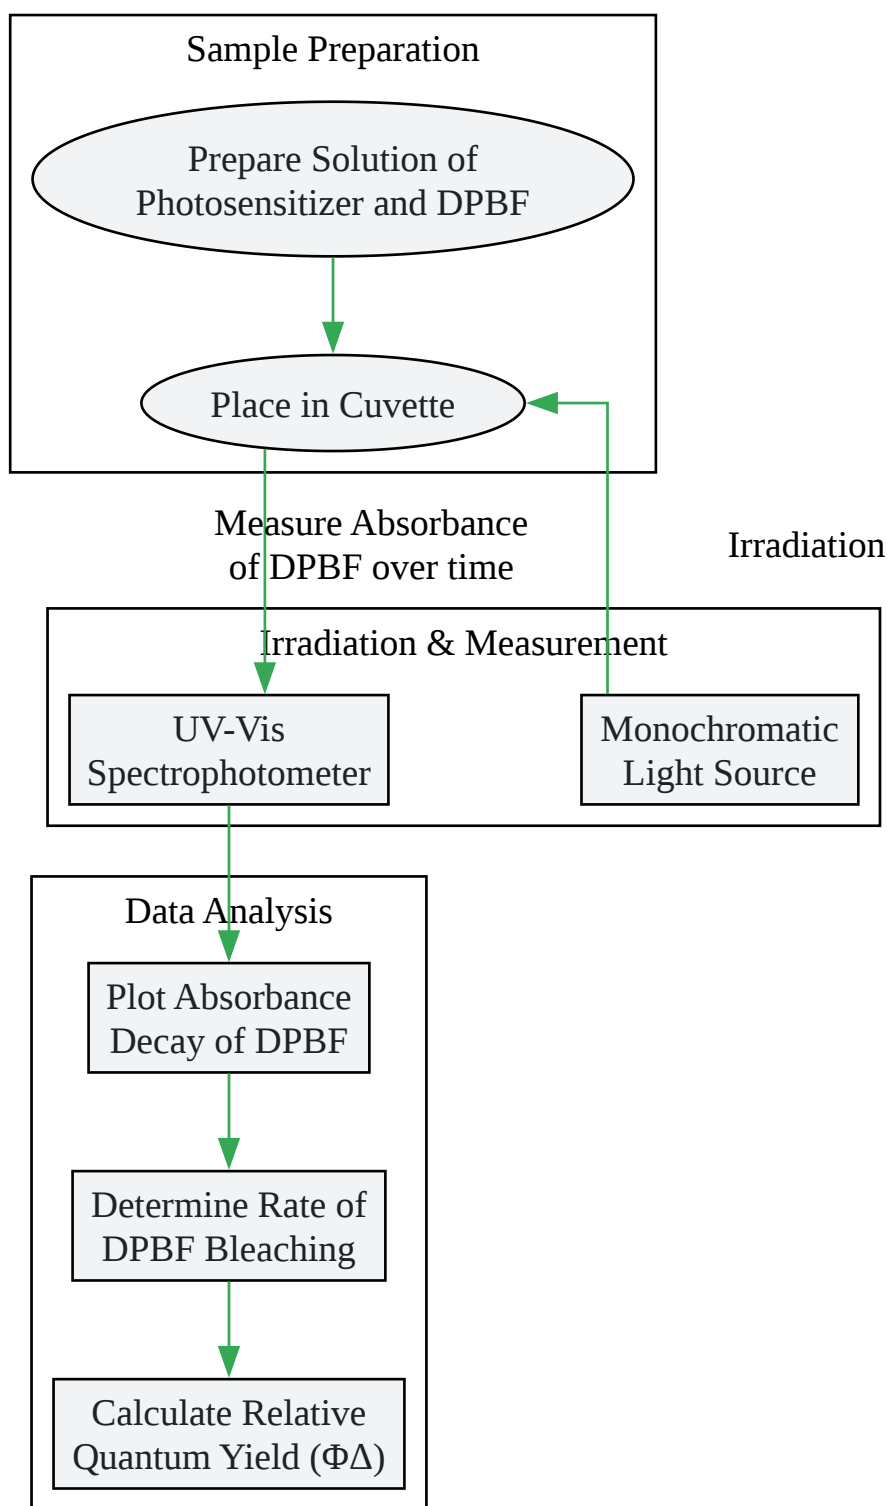 Sample Preparation
Prepare Solution of
Photosensitizer and DPBF
Place in Cuvette
Measure Absorbance
of DPBF over time
Irradiation
Irradiation & Measurement
UV-Vis
Spectrophotometer
Monochromatic
Light Source
Data Analysis
Plot Absorbance
Decay of DPBF
Determine Rate of
DPBF Bleaching
Calculate Relative
Quantum Yield (ΦΔ)